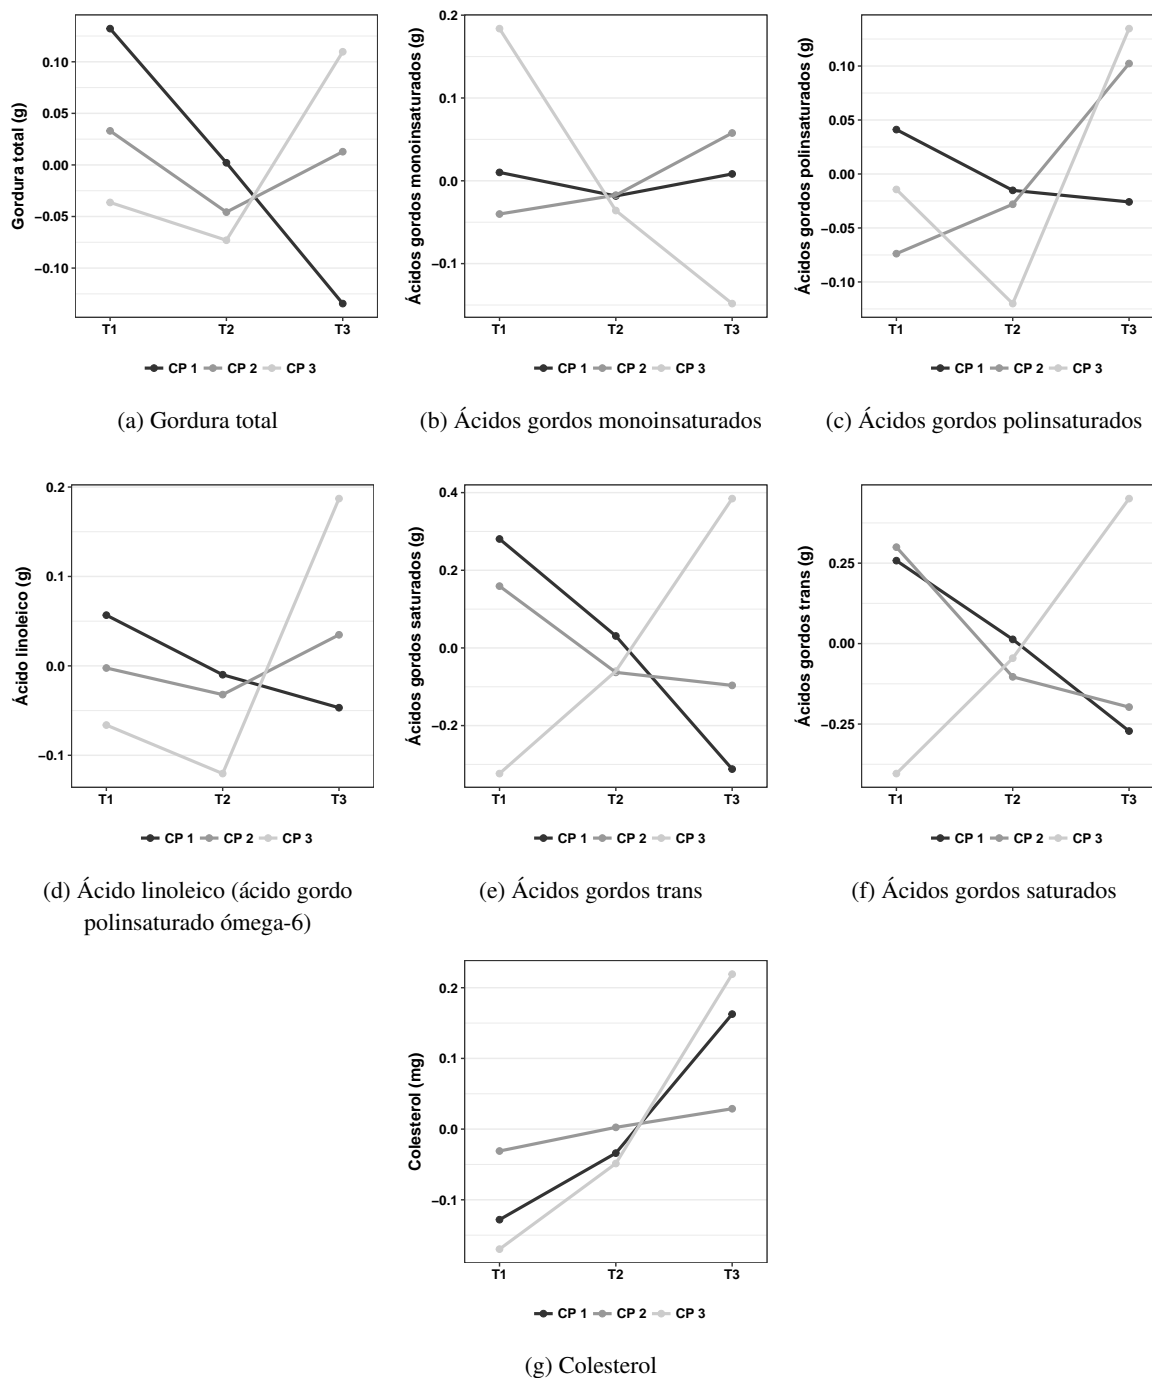 Gordura total (g)
0.10
0.05
0.00
−0.05
−0.10
T1 T2 T3
CP 1 CP 2 CP 3
(a) Gordura total
Ácidos gordos monoinsaturados (g)
0.2
0.1
0.0
−0.1
T1 T2 T3
CP 1 CP 2 CP 3
(b) Ácidos gordos monoinsaturados
Ácidos gordos polinsaturados (g)
0.10
0.05
0.00
−0.05
−0.10
T1 T2 T3
CP 1 CP 2 CP 3
(c) Ácidos gordos polinsaturados
Ácido linoleico (g)
0.2
0.1
0.0
−0.1
T1 T2 T3
CP 1 CP 2 CP 3
(d) Ácido linoleico (ácido gordo
polinsaturado ómega-6)
Ácidos gordos saturados (g)
0.4
0.2
0.0
−0.2
T1 T2 T3
CP 1 CP 2 CP 3
(e) Ácidos gordos trans
Ácidos gordos trans (g)
0.25
0.00
−0.25
T1 T2 T3
CP 1 CP 2 CP 3
(f) Ácidos gordos saturados
Colesterol (mg)
0.2
0.1
0.0
−0.1
T1 T2 T3
CP 1 CP 2 CP 3
(g) Colesterol